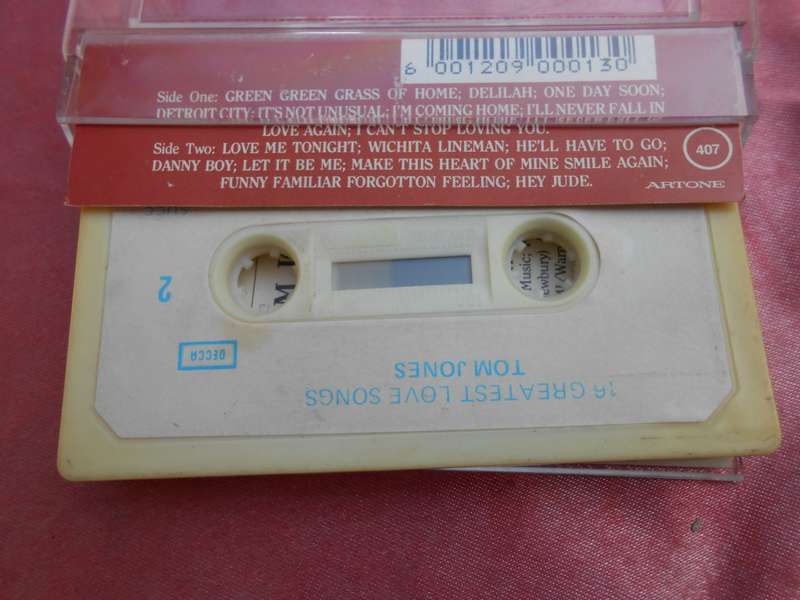 6 001209 000130
Side One: GREEN GREEN GRASS OF HOME; DELILAH; ONE DAY SOON;
DETROIT CITY; IT'S NOT UNUSUAL; I'M COMING HOME; I'LL NEVER FALL IN
LOVE AGAIN; I CAN'T STOP LOVING YOU.
Side Two: LOVE ME TONIGHT; WICHITA LINEMAN; HE'LL HAVE TO GO;
DANNY BOY; LET IT BE ME; MAKE THIS HEART OF MINE SMILE AGAIN;
FUNNY FAMILIAR FORGOTTON FEELING; HEY JUDE.
407
ARTONE
Music;
ewbury)
2
DECCA
TOM JONES
16 GREATEST LOVE SONGS